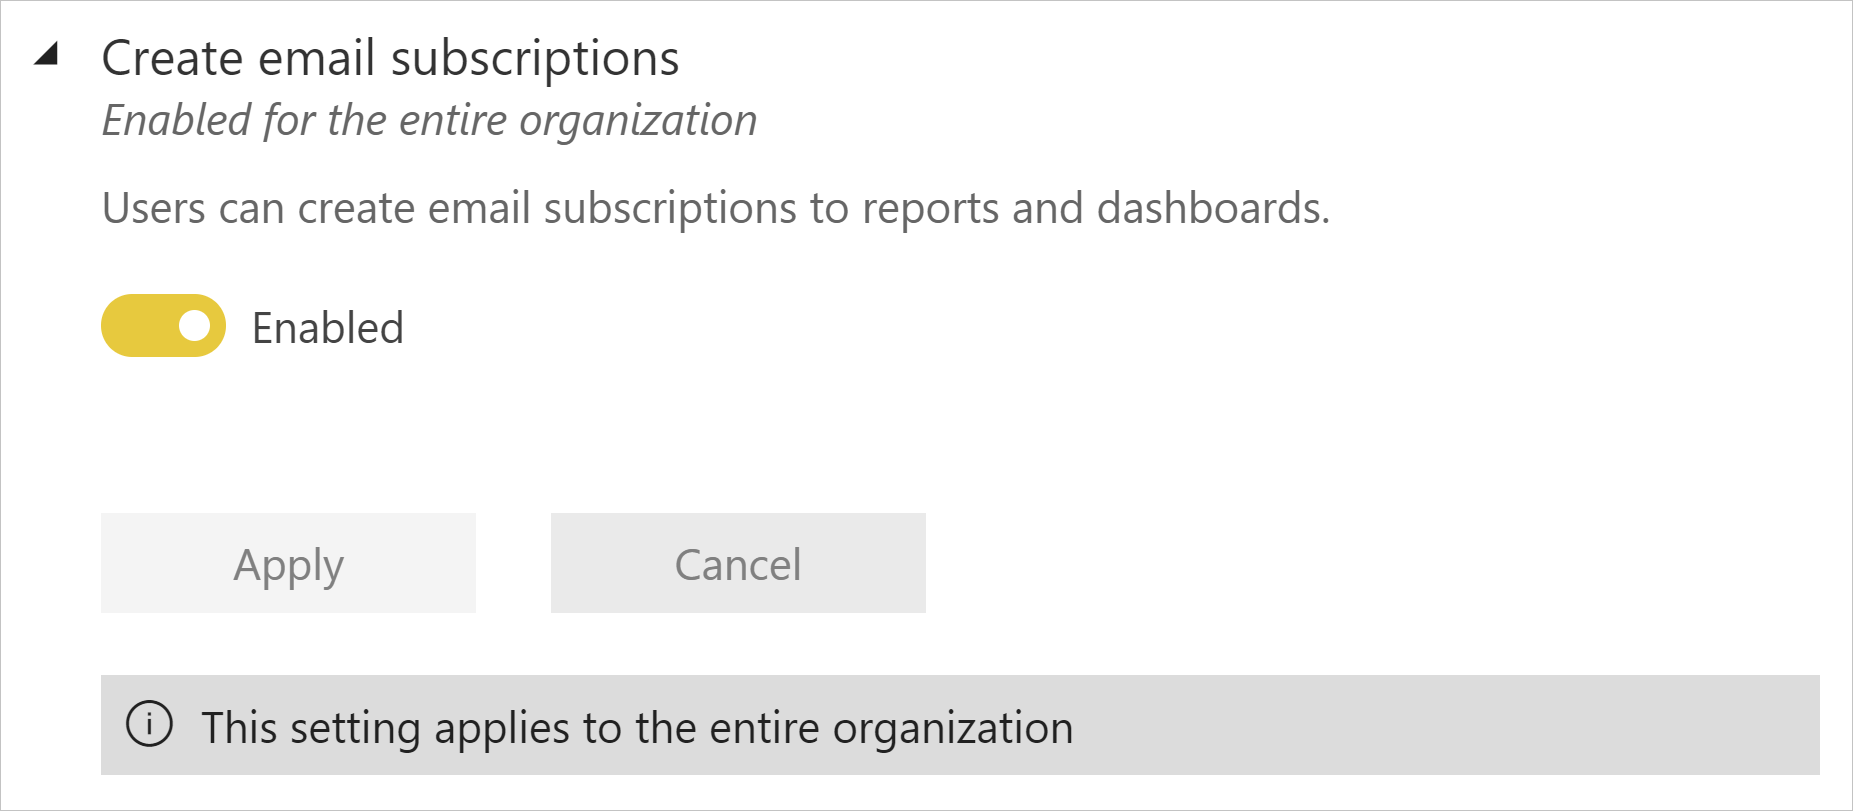 Create email subscriptions
Enabled for the entire organization
Users can create email subscriptions to reports and dashboards.
Enabled
Apply
Cancel
This setting applies to the entire organization